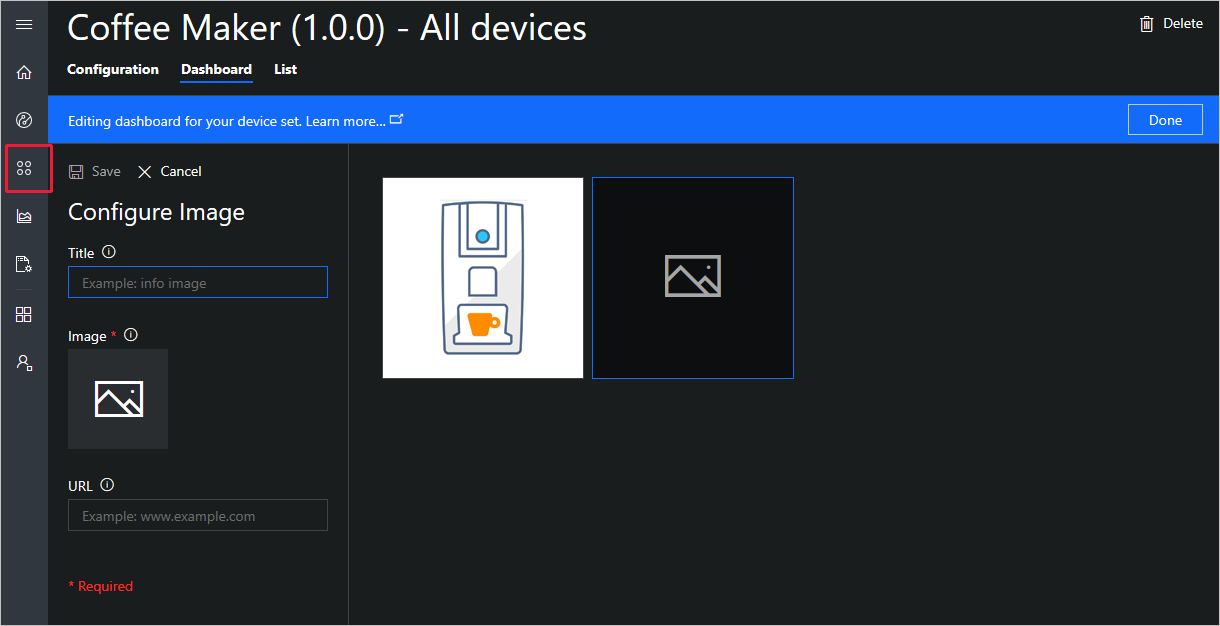 Coffee Maker (1.0.0) - All devices
Delete
Configuration Dashboard List
Editing dashboard for your device set. Learn more...
Done
Save Cancel
Configure Image
Title
Example: info image
Image *
URL
Example: www.example.com
* Required